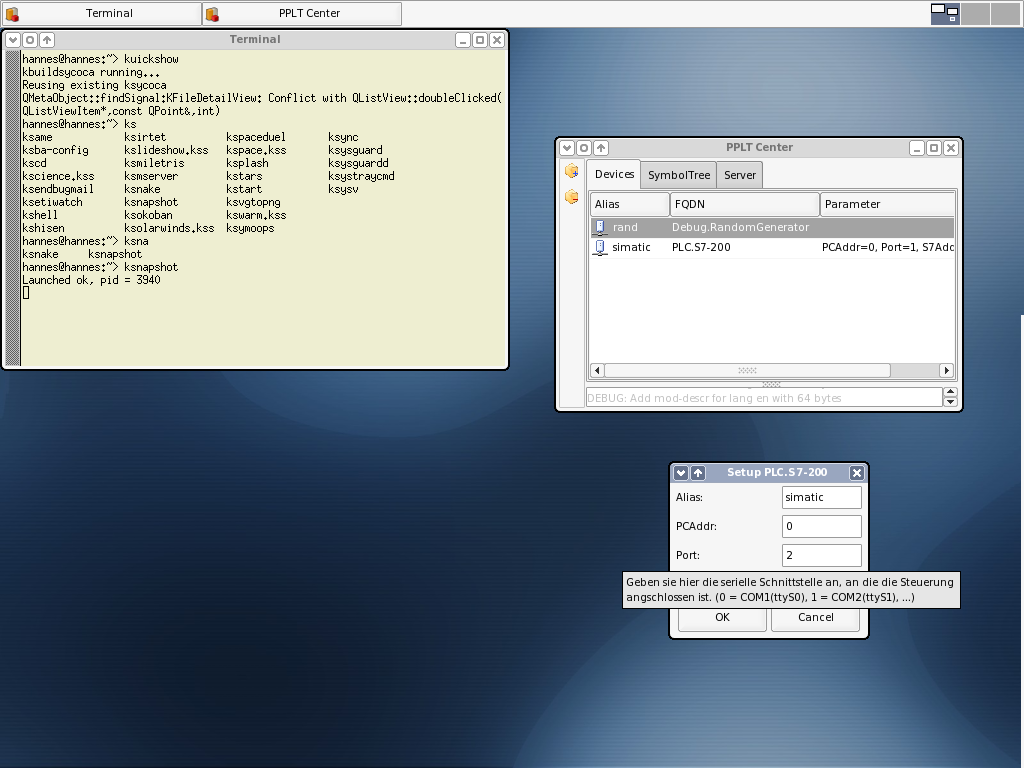 Terminal
PPLT Center
Terminal
hannes@hannes:~> kuickshow
kbuildsycoca running...
Reusing existing ksycoca
QMetaObject::findSignal:KFileDetailView: Conflict with QListView::doubleClicked(
QListViewItem*,const QPoint&,int)
hannes@hannes:~> ks
ksame ksirtet kspaceduel ksync
ksba-config kslideshow.kss kspace.kss ksysguard
kscd ksmiletris ksplash ksysguardd
kscience.kss ksmserver kstars ksystraycmd
ksendbugmail ksnake kstart ksysv
ksetiwatch ksnapshot ksvgtopng
kshell ksokoban kswarm.kss
kshisen ksolarwinds.kss ksymoops
hannes@hannes:~> ksna
ksnake ksnapshot
hannes@hannes:~> ksnapshot
Launched ok, pid = 3940
PPLT Center
Devices SymbolTree Server
Alias FQDN Parameter
rand Debug.RandomGenerator
simatic PLC.S7-200 PCAddr=0, Port=1, S7Adc
DEBUG: Add mod-descr for lang en with 64 bytes
Setup PLC.S7-200
Alias: simatic
PCAddr: 0
Port: 2
Geben sie hier die serielle Schnittstelle an, an die die Steuerung
angschlossen ist. (0 = COM1(ttyS0), 1 = COM2(ttyS1), ...)
OK Cancel